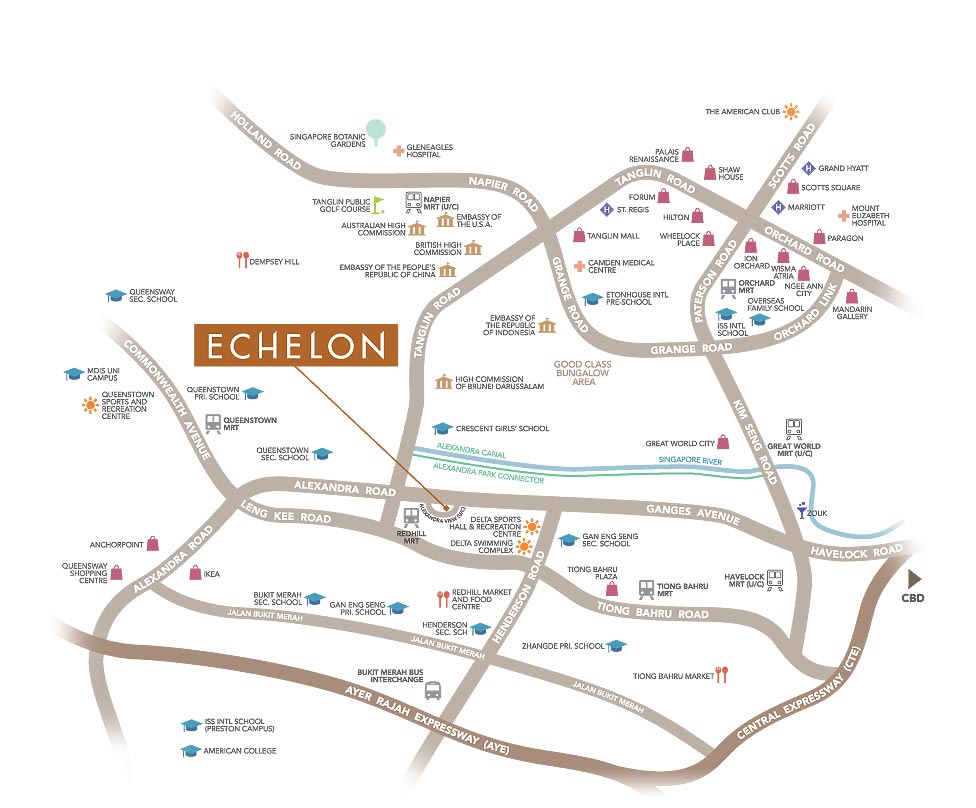 THE AMERICAN CLUB
HOLLAND ROAD
SINGAPORE BOTANIC
GARDENS
GLENEAGLES
HOSPITAL
PALAIS
RENAISSANCE
SHAW
HOUSE
SCOTTS ROAD
GRAND HYATT
SCOTTS SQUARE
TANGLIN ROAD
NAPIER ROAD
TANGLIN PUBLIC
GOLF COURSE
NAPIER
MRT (U/C)
FORUM
H
ST. REGIS
HILTON
MARRIOTT
MOUNT
ELIZABETH
HOSPITAL
AUSTRALIAN HIGH
COMMISSION
EMBASSY OF
THE U.S.A.
BRITISH HIGH
COMMISSION
TANGLIN MALL
WHEELOCK
PLACE
ORCHARD ROAD
PARAGON
DEMPSEY HILL
EMBASSY OF THE PEOPLE'S
REPUBLIC OF CHINA
CAMDEN MEDICAL
CENTRE
ION
ORCHARD
WISMA
ATRIA
NGEE ANN
CITY
GRANGE ROAD
PATERSON ROAD
ORCHARD
MRT
QUEENSWAY
SEC. SCHOOL
ETONHOUSE INTL
PRE-SCHOOL
OVERSEAS
FAMILY SCHOOL
ISS INTL
SCHOOL
ORCHARD LINK
MANDARIN
GALLERY
TANGLIN ROAD
EMBASSY OF
THE REPUBLIC
OF INDONESIA
GRANGE ROAD
ECHELON
GOOD CLASS
BUNGALOW
AREA
COMMONWEALTH AVENUE
MDIS UNI
CAMPUS
QUEENSTOWN
SPORTS AND
RECREATION
CENTRE
QUEENSTOWN
PRI. SCHOOL
HIGH COMMISSION
OF BRUNEI DARUSSALAM
QUEENSTOWN
MRT
KIM SENG ROAD
CRESCENT GIRLS' SCHOOL
GREAT WORLD CITY
GREAT WORLD
MRT (U/C)
QUEENSTOWN
SEC. SCHOOL
ALEXANDRA CANAL
SINGAPORE RIVER
ALEXANDRA PARK CONNECTOR
ALEXANDRA ROAD
LENG KEE ROAD
ALEXANDRA VIEW (U/C)
GANGES AVENUE
ZOUK
REDHILL
MRT
DELTA SPORTS
HALL & RECREATION
CENTRE
DELTA SWIMMING
COMPLEX
GAN ENG SENG
SEC. SCHOOL
HAVELOCK ROAD
ANCHORPOINT
ALEXANDRA ROAD
QUEENSWAY
SHOPPING
CENTRE
IKEA
HENDERSON ROAD
TIONG BAHRU
PLAZA
TIONG BAHRU
MRT
HAVELOCK
MRT (U/C)
CBD
BUKIT MERAH
SEC. SCHOOL
GAN ENG SENG
PRI. SCHOOL
REDHILL MARKET
AND FOOD
CENTRE
TIONG BAHRU ROAD
JALAN BUKIT MERAH
HENDERSON
SEC. SCH
JALAN BUKIT MERAH
ZHANGDE PRI. SCHOOL
BUKIT MERAH BUS
INTERCHANGE
TIONG BAHRU MARKET
JALAN BUKIT MERAH
AYER RAJAH EXPRESSWAY (AYE)
CENTRAL EXPRESSWAY (CTE)
ISS INTL SCHOOL
(PRESTON CAMPUS)
AMERICAN COLLEGE